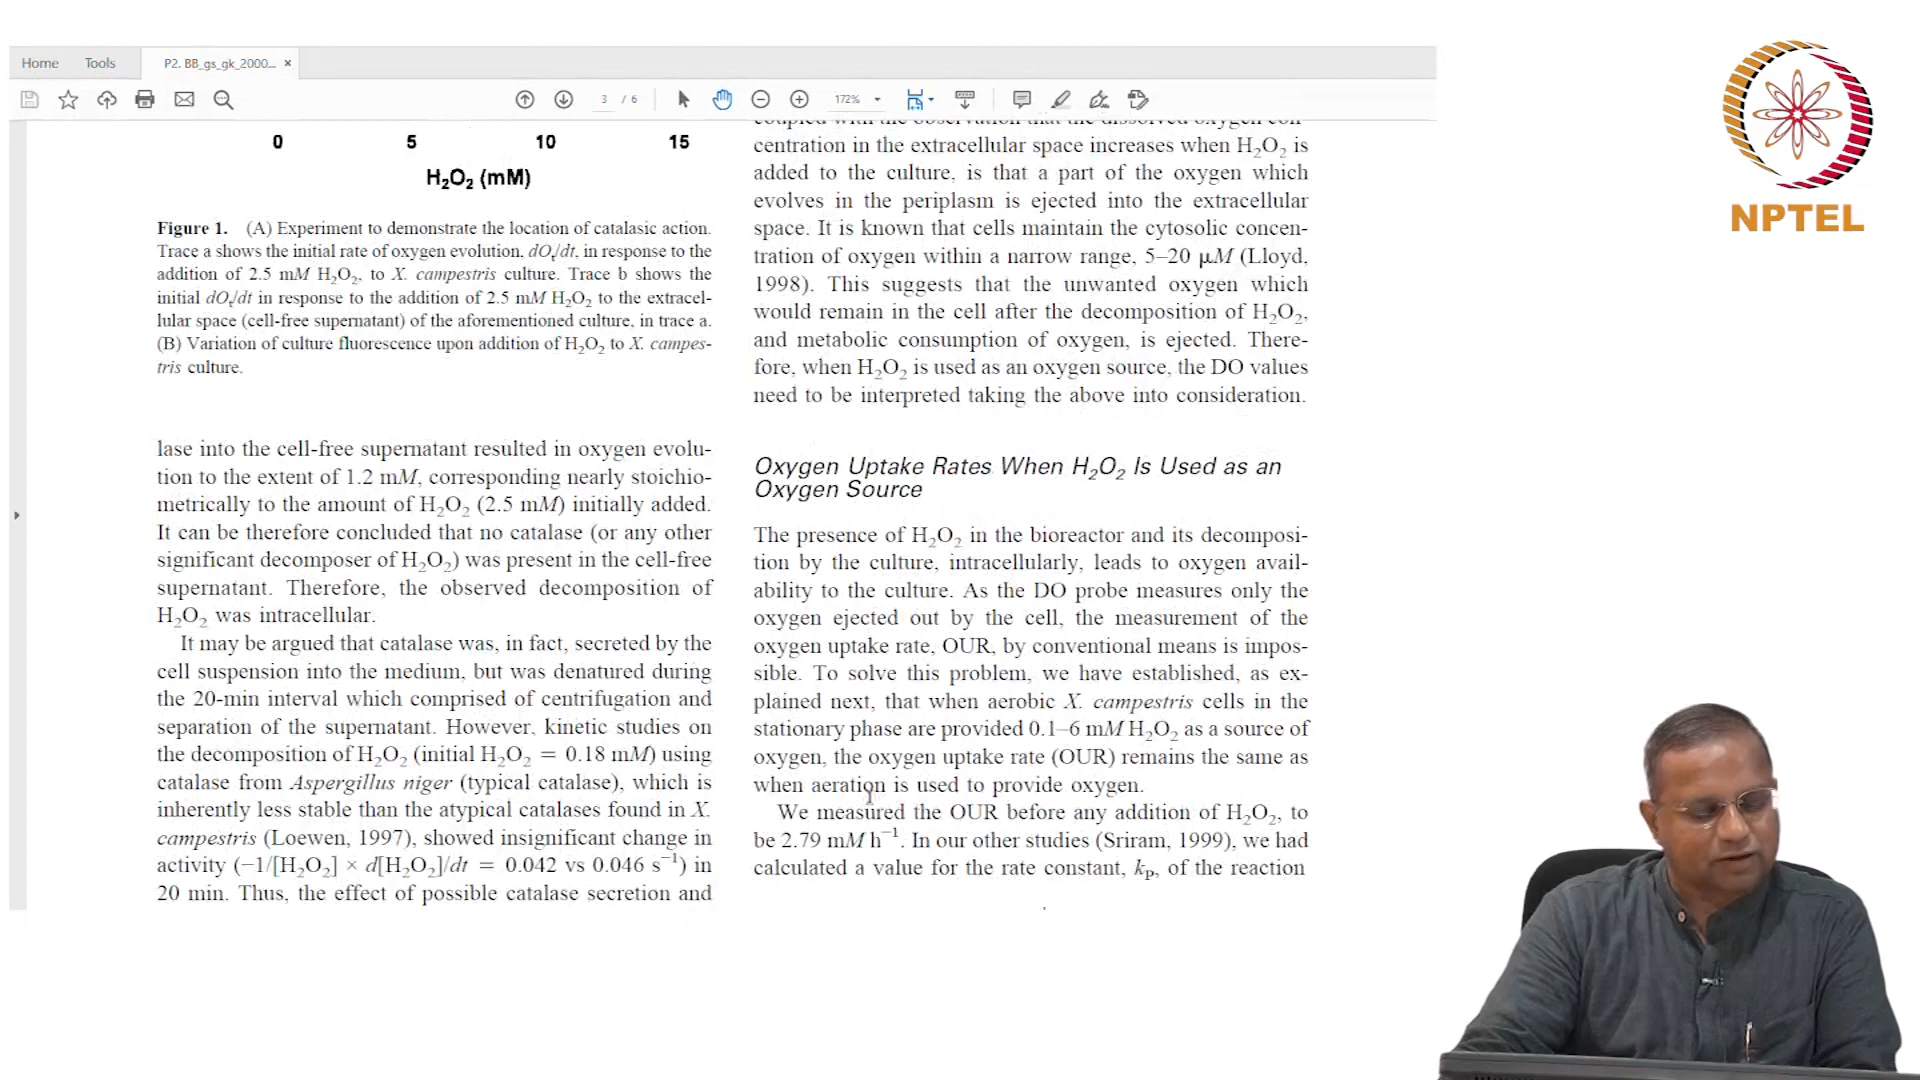 Home Tools P2. BB_gs_gk_2000... ×
3 / 6 172%
0 5 10 15
H₂O₂ (mM)
Figure 1. (A) Experiment to demonstrate the location of catalasic action.
Trace a shows the initial rate of oxygen evolution, dOₑ/dt, in response to the
addition of 2.5 mM H₂O₂, to X. campestris culture. Trace b shows the
initial dOₑ/dt in response to the addition of 2.5 mM H₂O₂ to the extracel-
lular space (cell-free supernatant) of the aforementioned culture, in trace a.
(B) Variation of culture fluorescence upon addition of H₂O₂ to X. campes-
tris culture.
lase into the cell-free supernatant resulted in oxygen evolu-
tion to the extent of 1.2 mM, corresponding nearly stoichio-
metrically to the amount of H₂O₂ (2.5 mM) initially added.
It can be therefore concluded that no catalase (or any other
significant decomposer of H₂O₂) was present in the cell-free
supernatant. Therefore, the observed decomposition of
H₂O₂ was intracellular.
It may be argued that catalase was, in fact, secreted by the
cell suspension into the medium, but was denatured during
the 20-min interval which comprised of centrifugation and
separation of the supernatant. However, kinetic studies on
the decomposition of H₂O₂ (initial H₂O₂ = 0.18 mM) using
catalase from Aspergillus niger (typical catalase), which is
inherently less stable than the atypical catalases found in X.
campestris (Loewen, 1997), showed insignificant change in
activity (−1/[H₂O₂] × d[H₂O₂]/dt = 0.042 vs 0.046 s⁻¹) in
20 min. Thus, the effect of possible catalase secretion and
coupled with the observation that the dissolved oxygen con-
centration in the extracellular space increases when H₂O₂ is
added to the culture, is that a part of the oxygen which
evolves in the periplasm is ejected into the extracellular
space. It is known that cells maintain the cytosolic concen-
tration of oxygen within a narrow range, 5–20 μM (Lloyd,
1998). This suggests that the unwanted oxygen which
would remain in the cell after the decomposition of H₂O₂,
and metabolic consumption of oxygen, is ejected. There-
fore, when H₂O₂ is used as an oxygen source, the DO values
need to be interpreted taking the above into consideration.
Oxygen Uptake Rates When H₂O₂ Is Used as an
Oxygen Source
The presence of H₂O₂ in the bioreactor and its decomposi-
tion by the culture, intracellularly, leads to oxygen avail-
ability to the culture. As the DO probe measures only the
oxygen ejected out by the cell, the measurement of the
oxygen uptake rate, OUR, by conventional means is impos-
sible. To solve this problem, we have established, as ex-
plained next, that when aerobic X. campestris cells in the
stationary phase are provided 0.1–6 mM H₂O₂ as a source of
oxygen, the oxygen uptake rate (OUR) remains the same as
when aeration is used to provide oxygen.
We measured the OUR before any addition of H₂O₂, to
be 2.79 mM h⁻¹. In our other studies (Sriram, 1999), we had
calculated a value for the rate constant, kₚ, of the reaction
NPTEL